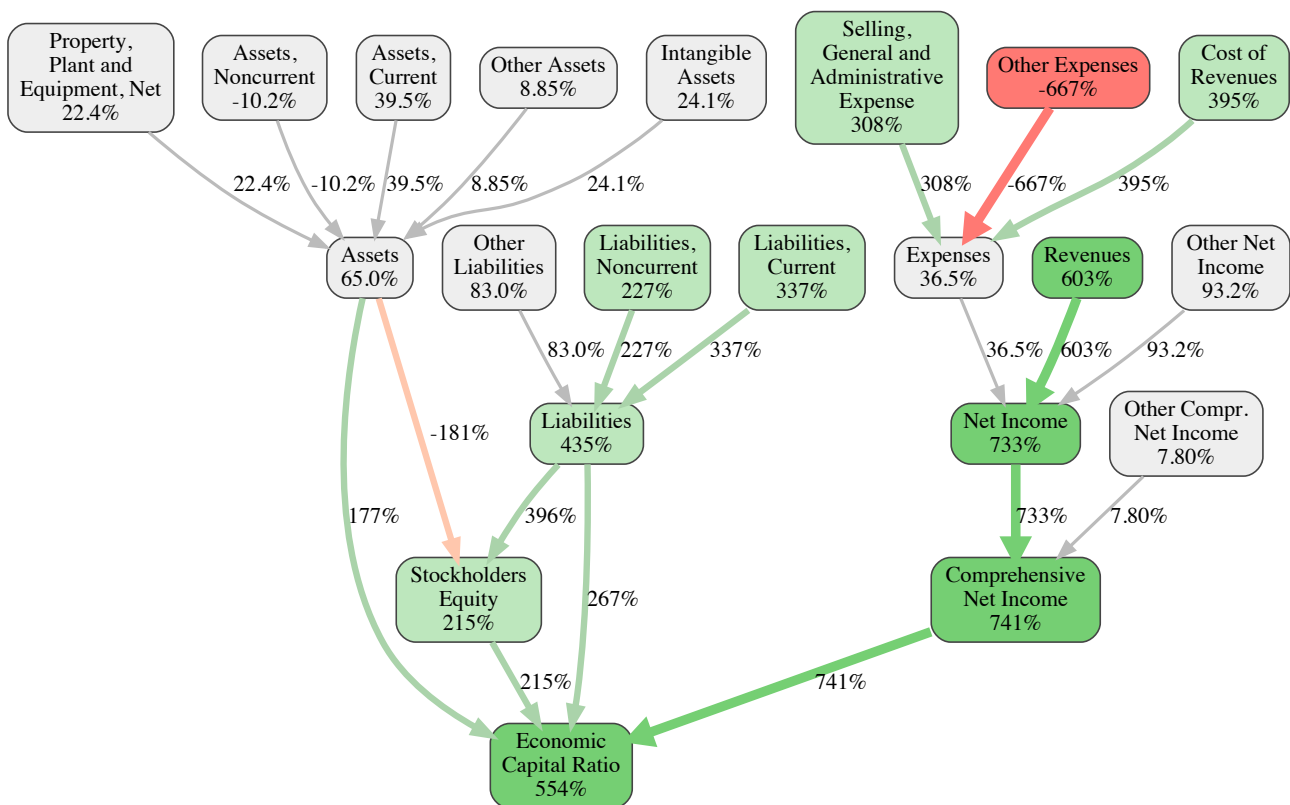 Property,
Plant and
Equipment, Net
22.4%
Assets,
Noncurrent
-10.2%
Assets,
Current
39.5%
Other Assets
8.85%
Intangible
Assets
24.1%
Selling,
General and
Administrative
Expense
308%
Other Expenses
-667%
Cost of
Revenues
395%
22.4%
-10.2%
39.5%
8.85%
24.1%
308%
-667%
395%
Assets
65.0%
Other
Liabilities
83.0%
Liabilities,
Noncurrent
227%
Liabilities,
Current
337%
Expenses
36.5%
Revenues
603%
Other Net
Income
93.2%
83.0%
227%
337%
36.5%
603%
93.2%
-181%
Liabilities
435%
Net Income
733%
Other Compr.
Net Income
7.80%
177%
396%
733%
7.80%
Stockholders
Equity
215%
267%
Comprehensive
Net Income
741%
215%
741%
Economic
Capital Ratio
554%